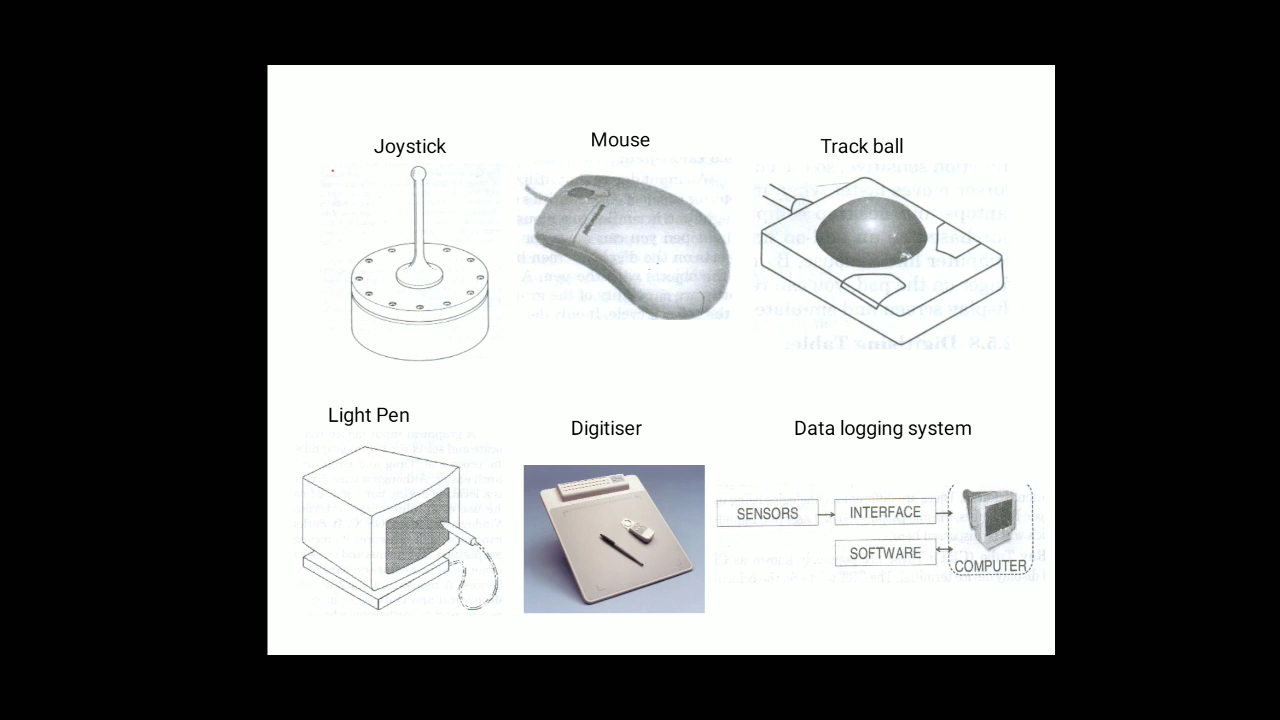 Joystick
Mouse
Track ball
Light Pen
Digitiser
Data logging system
SENSORS
INTERFACE
SOFTWARE
COMPUTER